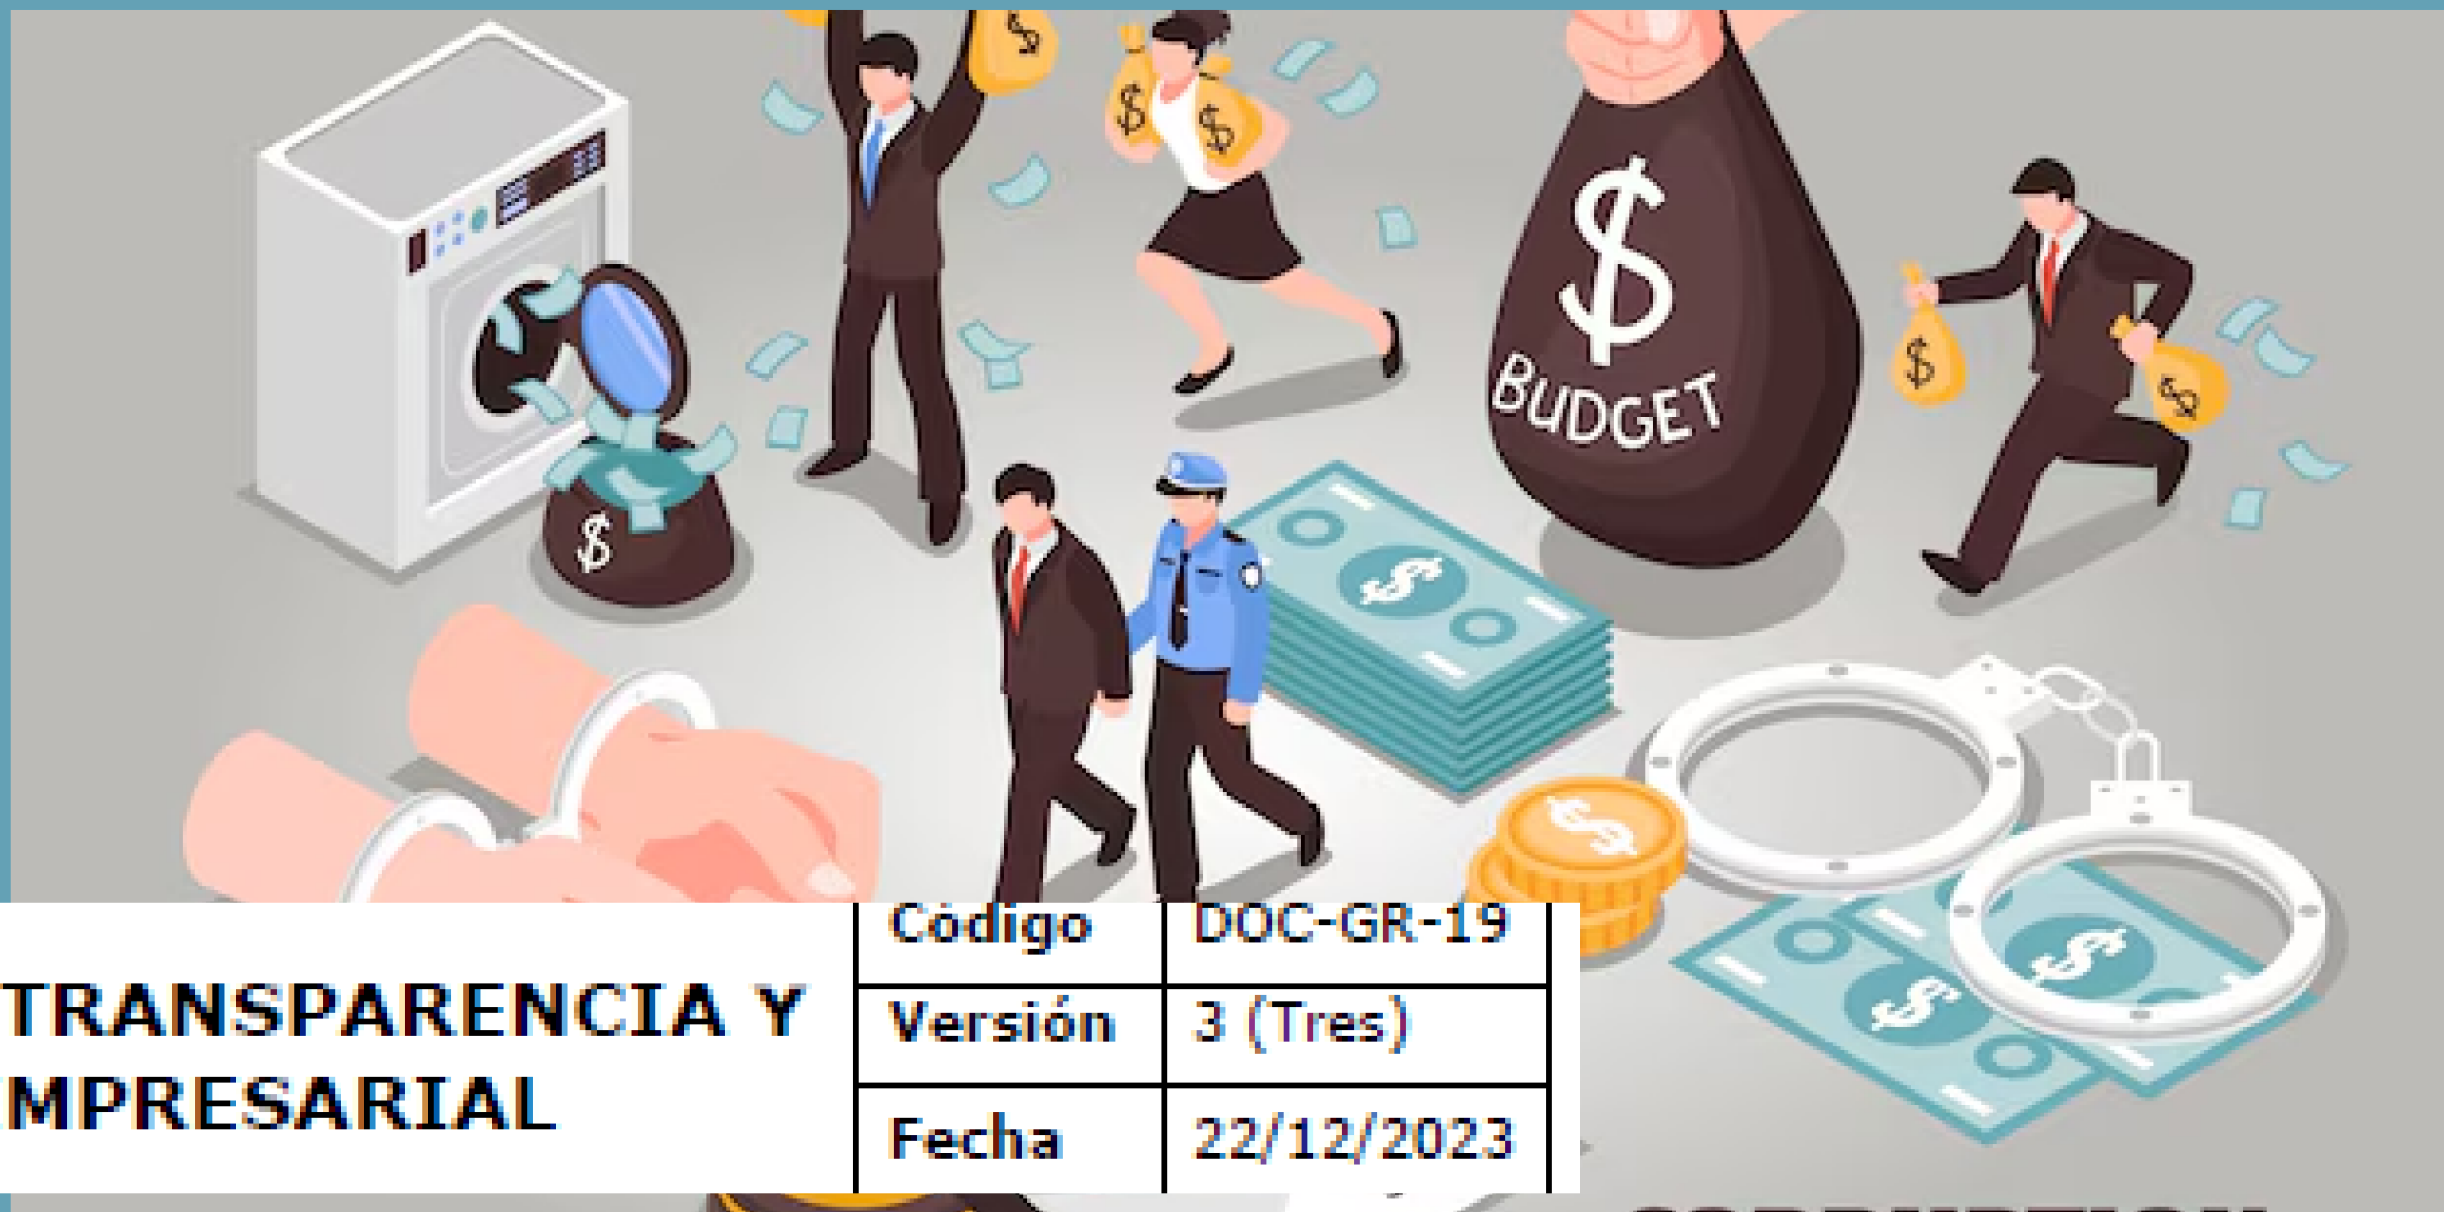 $
$
$
$
BUDGET
$
$
$
$
$
Código
DOC-GR-19
TRANSPARENCIA Y
MPRESARIAL
Versión
3 (Tres)
Fecha
22/12/2023
$
$